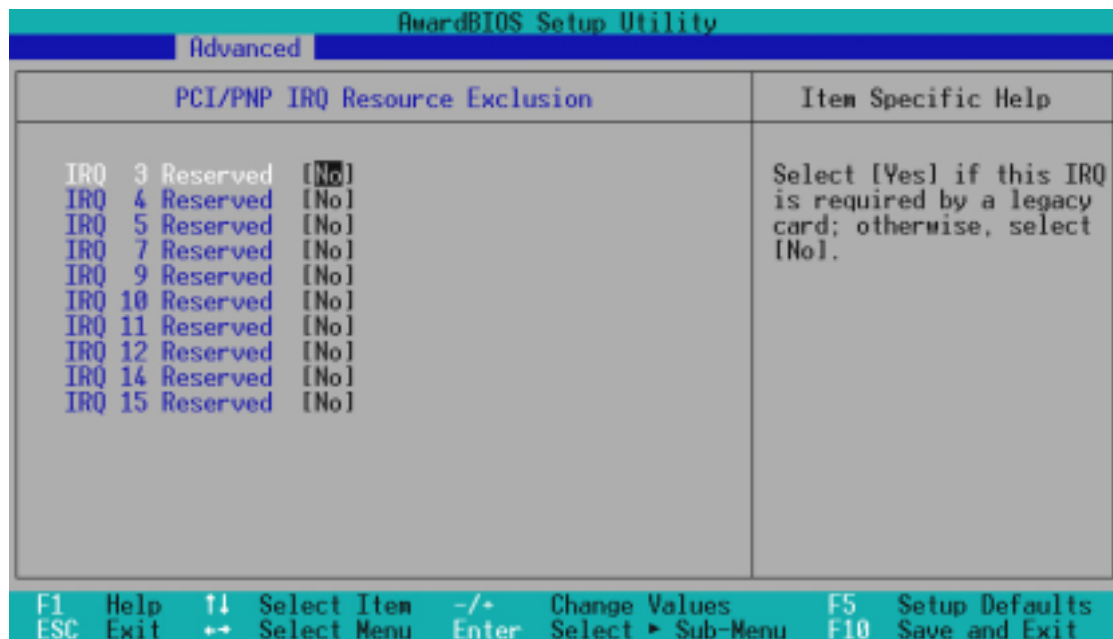 AwardBIOS Setup Utility
Advanced
PCI/PNP IRQ Resource Exclusion
IRQ 3 Reserved [No]
IRQ 4 Reserved [No]
IRQ 5 Reserved [No]
IRQ 7 Reserved [No]
IRQ 9 Reserved [No]
IRQ 10 Reserved [No]
IRQ 11 Reserved [No]
IRQ 12 Reserved [No]
IRQ 14 Reserved [No]
IRQ 15 Reserved [No]
Item Specific Help
Select [Yes] if this IRQ
is required by a legacy
card; otherwise, select
[No].
F1 Help ↑↓ Select Item -/+ Change Values F5 Setup Defaults
ESC Exit ←→ Select Menu Enter Select ► Sub-Menu F10 Save and Exit